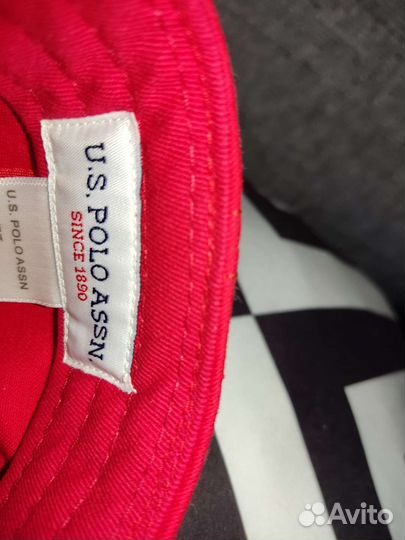 U.S. POLO ASSN.
SINCE 1890
U.S. POLO ASSN
Avito